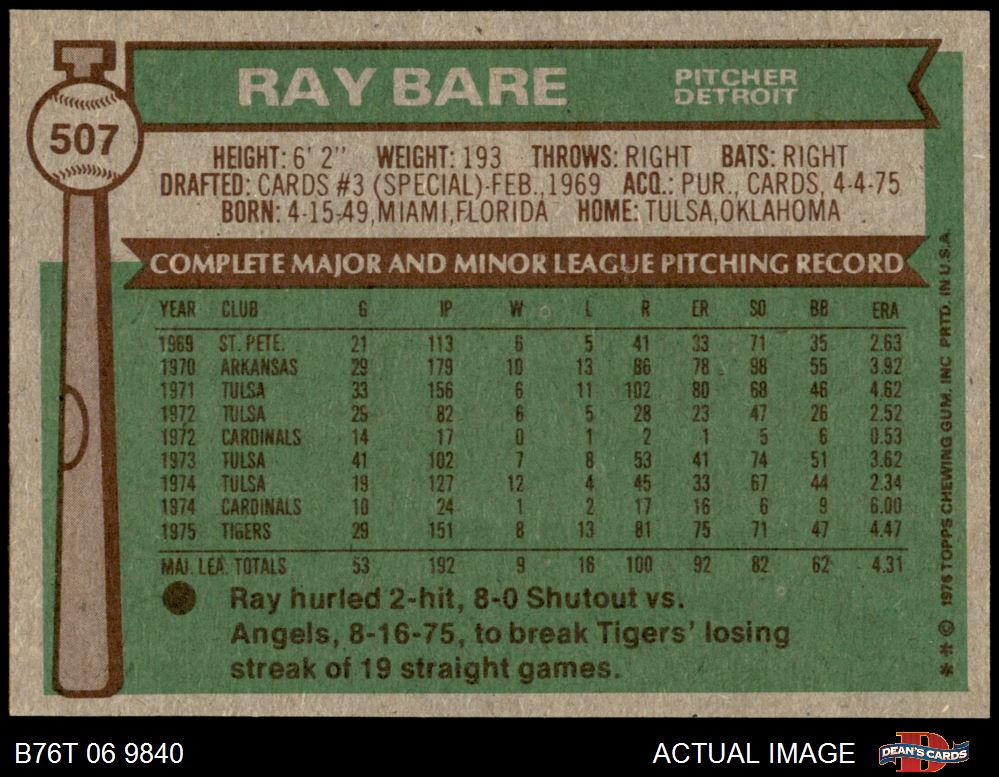 RAY BARE
PITCHER
DETROIT
507
HEIGHT: 6' 2" WEIGHT: 193 THROWS: RIGHT BATS: RIGHT
DRAFTED: CARDS #3 (SPECIAL)-FEB., 1969 ACQ.: PUR., CARDS, 4-4-75
BORN: 4-15-49, MIAMI, FLORIDA HOME: TULSA, OKLAHOMA
COMPLETE MAJOR AND MINOR LEAGUE PITCHING RECORD
YEAR CLUB G IP W L R ER SO BB ERA
1969 ST. PETE. 21 113 6 5 41 33 71 35 2.63
1970 ARKANSAS 29 179 10 13 86 78 98 55 3.92
1971 TULSA 33 156 6 11 102 80 68 46 4.62
1972 TULSA 25 82 6 5 28 23 47 26 2.52
1972 CARDINALS 14 17 0 1 2 1 5 6 0.53
1973 TULSA 41 102 7 8 53 41 74 51 3.62
1974 TULSA 19 127 12 4 45 33 67 44 2.34
1974 CARDINALS 10 24 1 2 17 16 6 9 6.00
1975 TIGERS 29 151 8 13 81 75 71 47 4.47
MAJ. LEA. TOTALS 53 192 9 16 100 92 82 62 4.31
Ray hurled 2-hit, 8-0 Shutout vs.
Angels, 8-16-75, to break Tigers' losing
streak of 19 straight games.
** © 1976 TOPPS CHEWING GUM, INC PRTD. IN U.S.A.
B76T 06 9840
ACTUAL IMAGE
DEAN'S CARDS